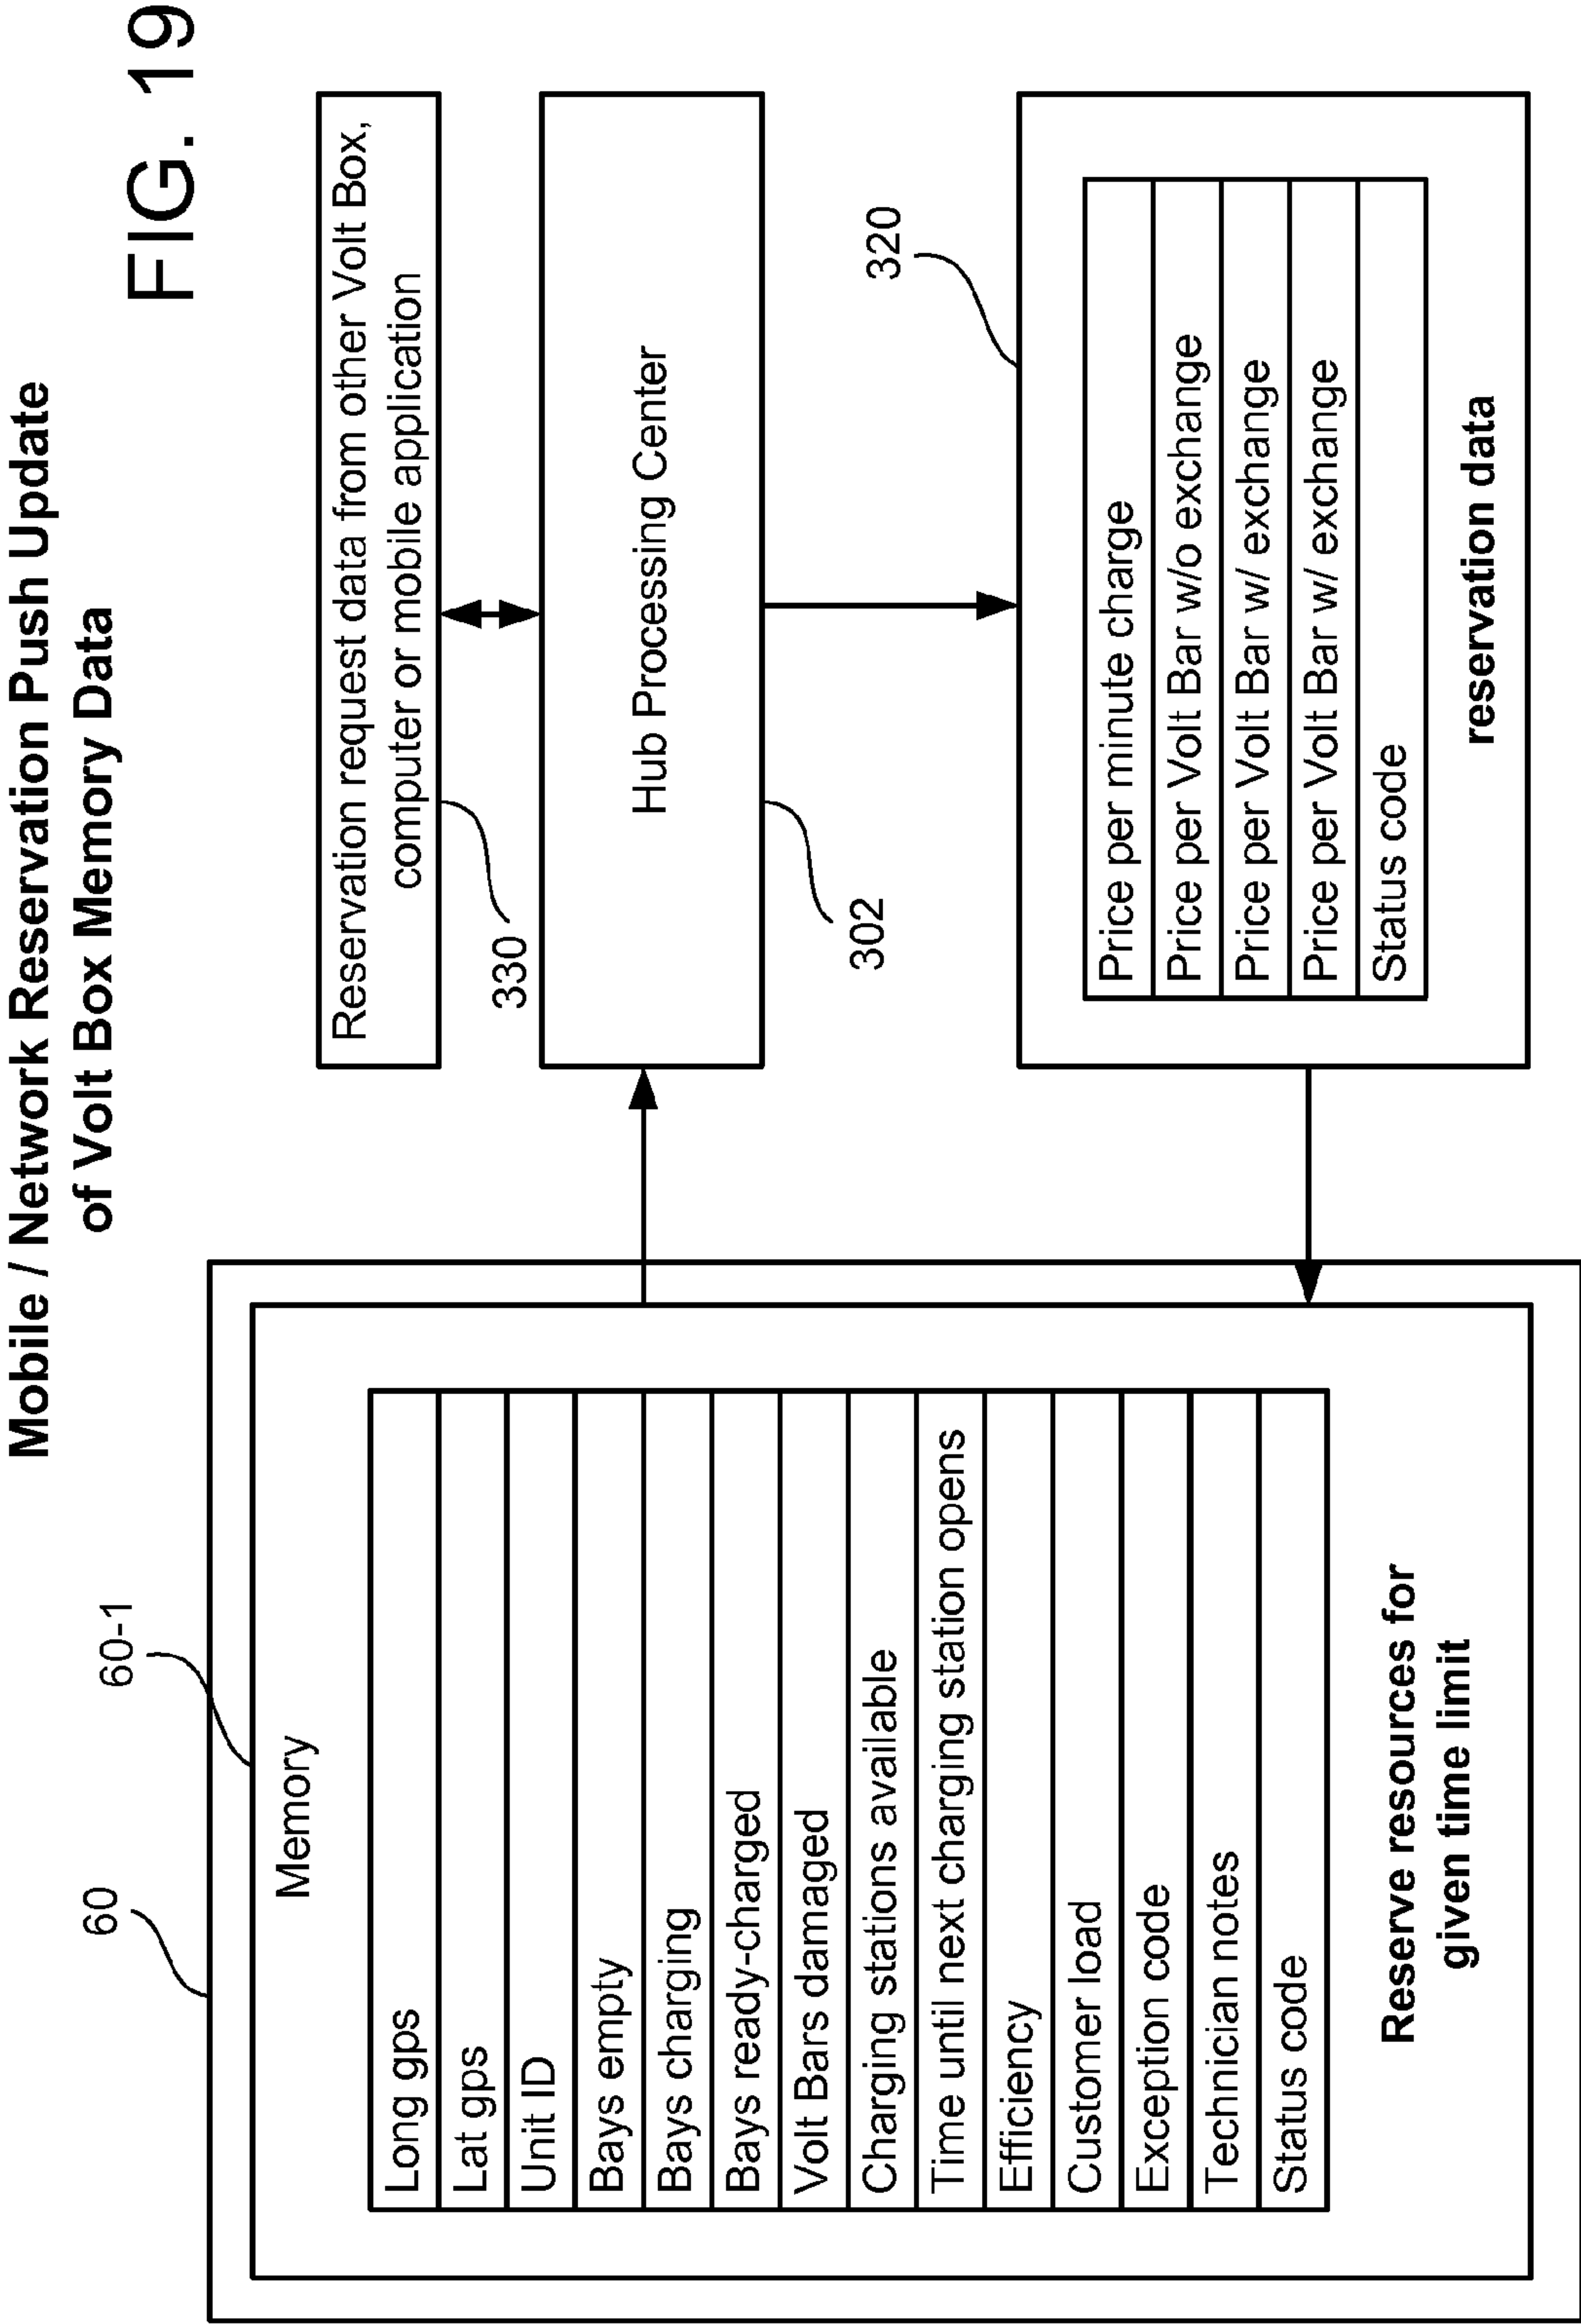 Mobile / Network Reservation Push Update
of Volt Box Memory Data
FIG. 19
60
60-1
Memory
Long gps
Lat gps
Unit ID
Bays empty
Bays charging
Bays ready-charged
Volt Bars damaged
Charging stations available
Time until next charging station opens
Efficiency
Customer load
Exception code
Technician notes
Status code
Reserve resources for
given time limit
Reservation request data from other Volt Box,
computer or mobile application
330
Hub Processing Center
302
320
Price per minute charge
Price per Volt Bar w/o exchange
Price per Volt Bar w/ exchange
Price per Volt Bar w/ exchange
Status code
reservation data